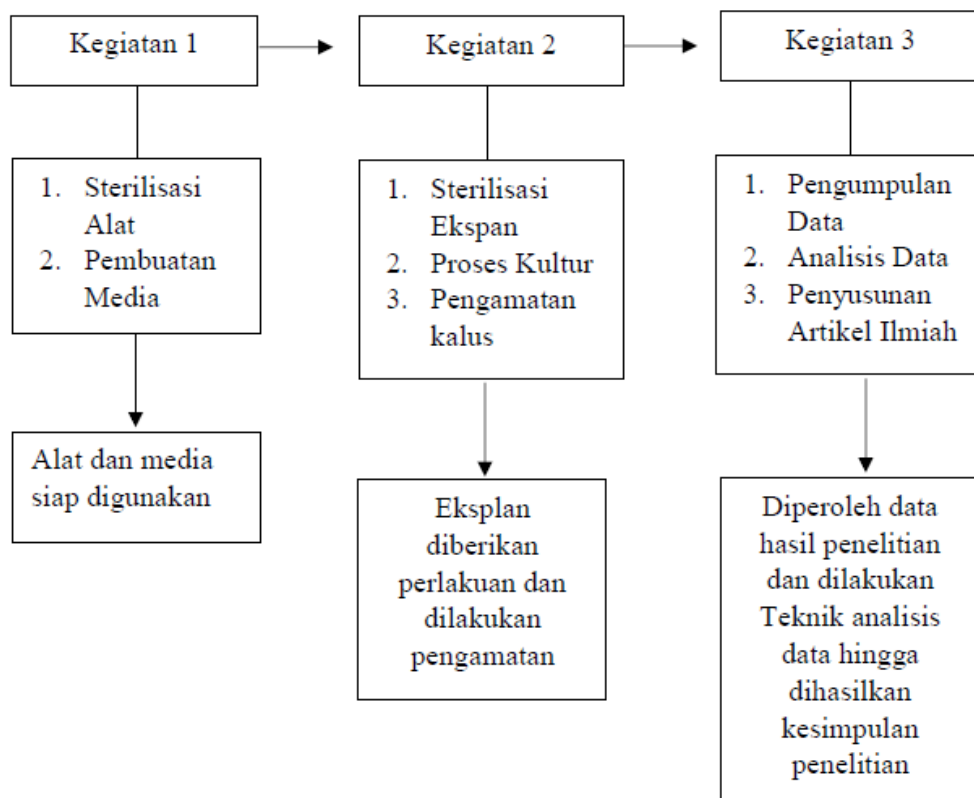 Kegiatan 1
Kegiatan 2
Kegiatan 3
1. Sterilisasi
Alat
2. Pembuatan
Media
1. Sterilisasi
Ekspan
2. Proses Kultur
3. Pengamatan
kalus
1. Pengumpulan
Data
2. Analisis Data
3. Penyusunan
Artikel Ilmiah
Alat dan media
siap digunakan
Eksplan
diberikan
perlakuan dan
dilakukan
pengamatan
Diperoleh data
hasil penelitian
dan dilakukan
Teknik analisis
data hingga
dihasilkan
kesimpulan
penelitian